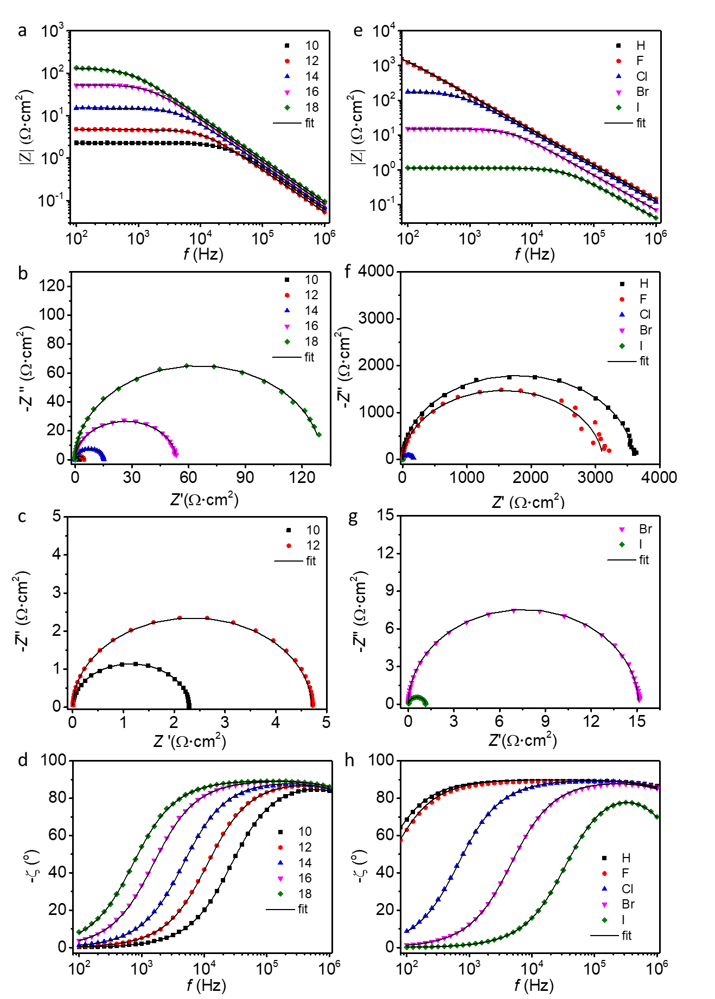 a
10³
10²
10¹
10⁰
10⁻¹
|Z| (Ω·cm²)
10
12
14
16
18
fit
10² 10³ 10⁴ 10⁵ 10⁶
f (Hz)
e
10⁴
10³
10²
10¹
10⁰
10⁻¹
|Z| (Ω·cm²)
H
F
Cl
Br
I
fit
10² 10³ 10⁴ 10⁵ 10⁶
f (Hz)
b
120
100
80
60
40
20
0
-Z" (Ω·cm²)
10
12
14
16
18
fit
0 30 60 90 120
Z'(Ω·cm²)
f
4000
3000
2000
1000
0
-Z" (Ω·cm²)
H
F
Cl
Br
I
fit
0 1000 2000 3000 4000
Z' (Ω·cm²)
c
5
4
3
2
1
0
-Z" (Ω·cm²)
10
12
fit
0 1 2 3 4 5
Z '(Ω·cm²)
g
15
12
9
6
3
0
-Z" (Ω·cm²)
Br
I
fit
0 3 6 9 12 15
Z'(Ω·cm²)
d
100
80
60
40
20
0
-ζ (°)
10
12
14
16
18
fit
10² 10³ 10⁴ 10⁵ 10⁶
f (Hz)
h
100
80
60
40
20
0
-ζ (°)
H
F
Cl
Br
I
fit
10² 10³ 10⁴ 10⁵ 10⁶
f (Hz)